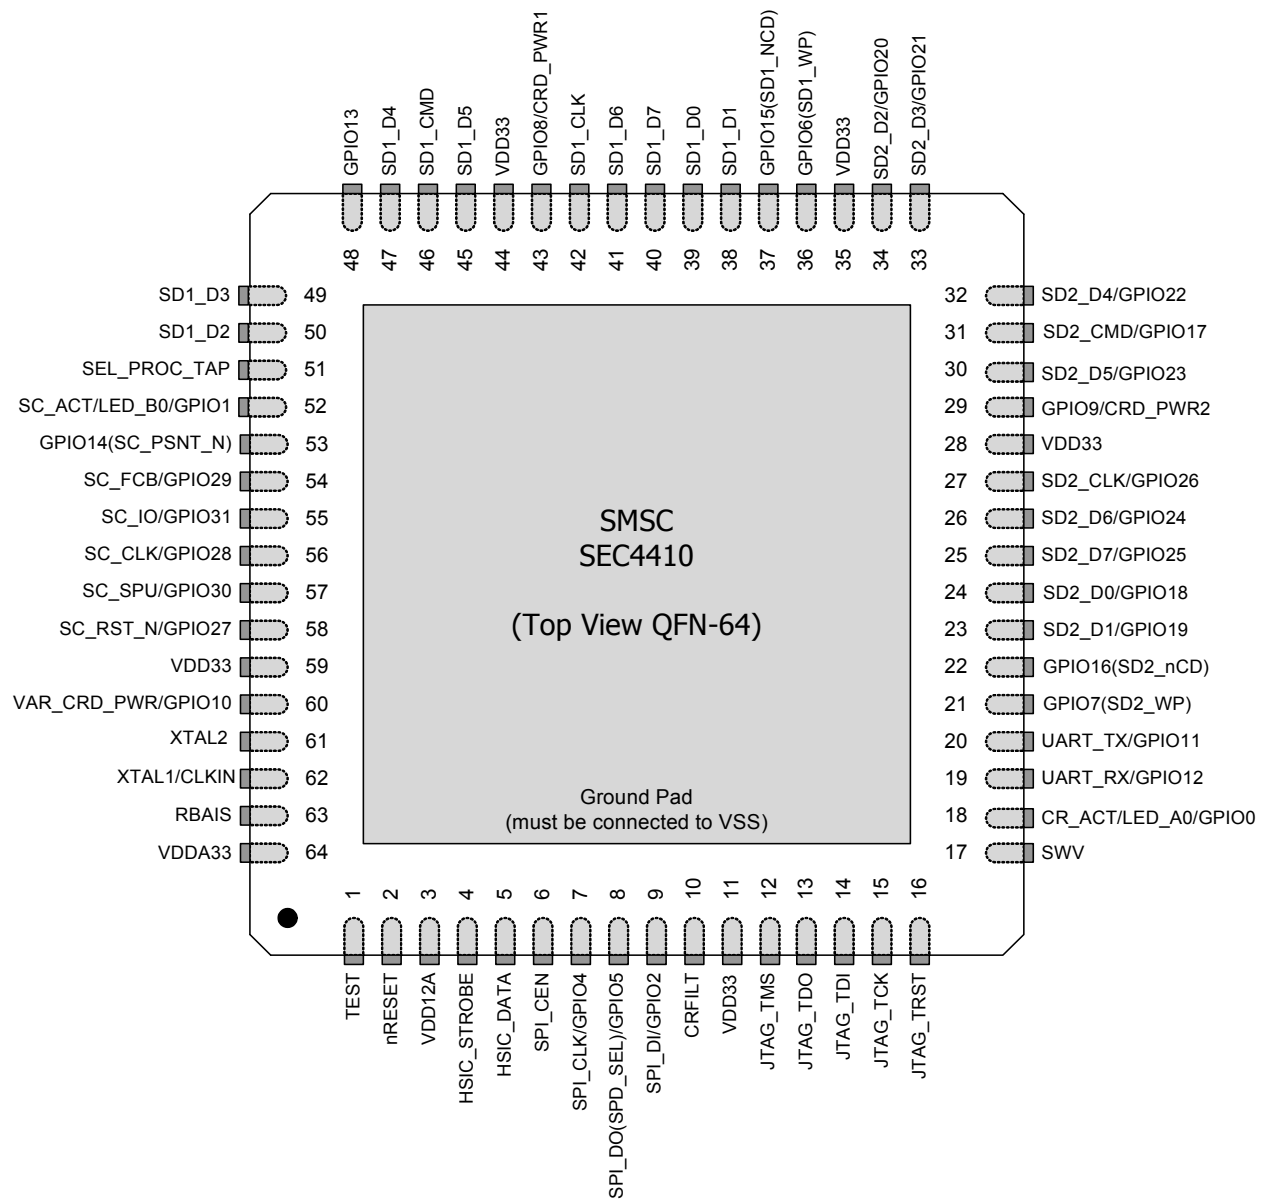 GPIO13
SD1_D4
SD1_CMD
SD1_D5
VDD33
GPIO8/CRD_PWR1
SD1_CLK
SD1_D6
SD1_D7
SD1_D0
SD1_D1
GPIO15(SD1_NCD)
GPIO6(SD1_WP)
VDD33
SD2_D2/GPIO20
SD2_D3/GPIO21
48
47
46
45
44
43
42
41
40
39
38
37
36
35
34
33
SD1_D3 49
SD1_D2 50
SEL_PROC_TAP 51
SC_ACT/LED_B0/GPIO1 52
GPIO14(SC_PSNT_N) 53
SC_FCB/GPIO29 54
SC_IO/GPIO31 55
SC_CLK/GPIO28 56
SC_SPU/GPIO30 57
SC_RST_N/GPIO27 58
VDD33 59
VAR_CRD_PWR/GPIO10 60
XTAL2 61
XTAL1/CLKIN 62
RBAIS 63
VDDA33 64
SMSC
SEC4410
(Top View QFN-64)
Ground Pad
(must be connected to VSS)
32 SD2_D4/GPIO22
31 SD2_CMD/GPIO17
30 SD2_D5/GPIO23
29 GPIO9/CRD_PWR2
28 VDD33
27 SD2_CLK/GPIO26
26 SD2_D6/GPIO24
25 SD2_D7/GPIO25
24 SD2_D0/GPIO18
23 SD2_D1/GPIO19
22 GPIO16(SD2_nCD)
21 GPIO7(SD2_WP)
20 UART_TX/GPIO11
19 UART_RX/GPIO12
18 CR_ACT/LED_A0/GPIO0
17 SWV
1
2
3
4
5
6
7
8
9
10
11
12
13
14
15
16
TEST
nRESET
VDD12A
HSIC_STROBE
HSIC_DATA
SPI_CEN
SPI_CLK/GPIO4
SPI_DO(SPD_SEL)/GPIO5
SPI_DI/GPIO2
CRFILT
VDD33
JTAG_TMS
JTAG_TDO
JTAG_TDI
JTAG_TCK
JTAG_TRST